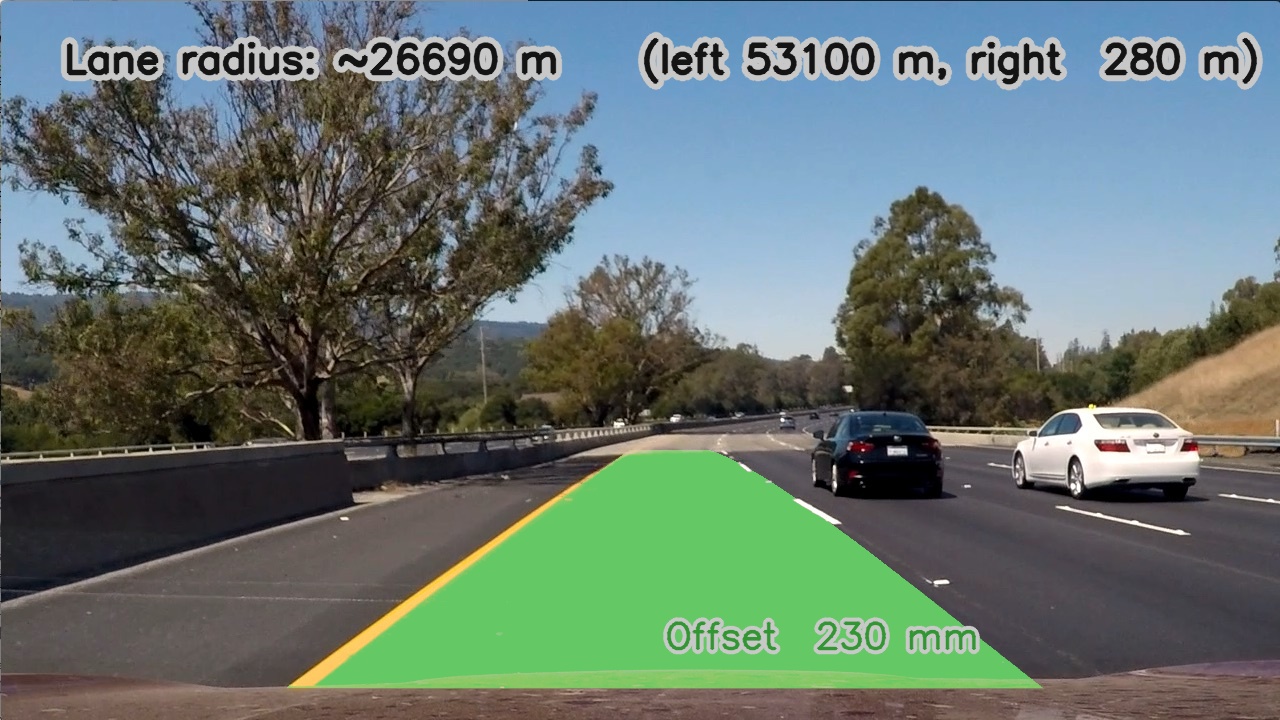 Lane radius: ~26690 m (left 53100 m, right 280 m)
Offset 230 mm